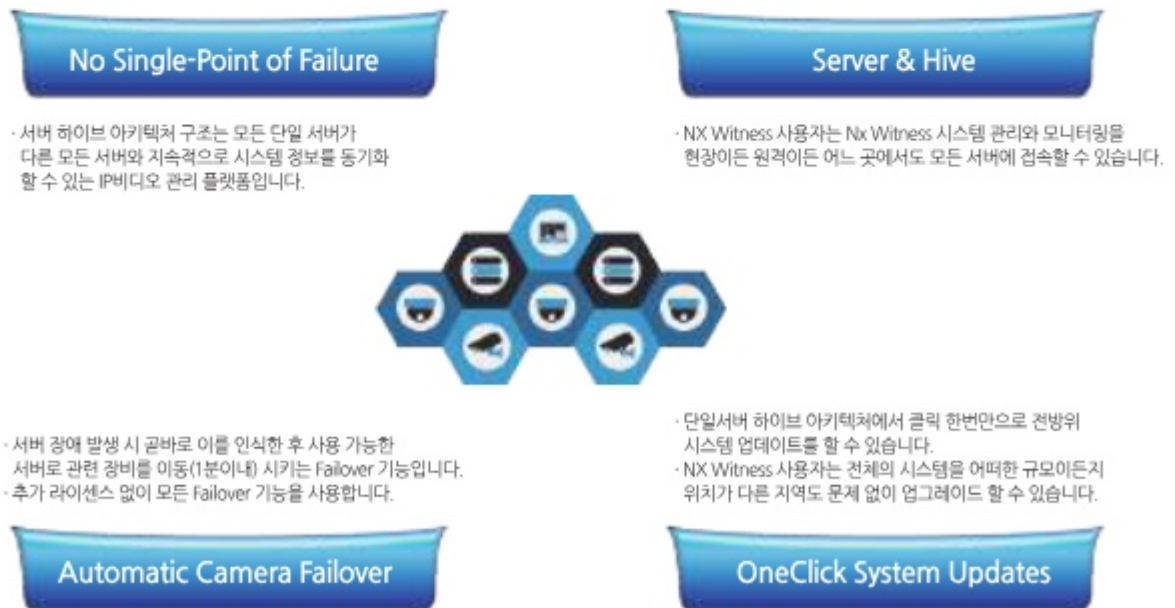 No Single-Point of Failure
· 서버 하이브 아키텍처 구조는 모든 단일 서버가
다른 모든 서버와 지속적으로 시스템 정보를 동기화
할 수 있는 IP비디오 관리 플랫폼입니다.
Server & Hive
· NX Witness 사용자는 Nx Witness 시스템 관리와 모니터링을
현장이든 원격이든 어느 곳에서도 모든 서버에 접속할 수 있습니다.
· 서버 장애 발생 시 곧바로 이를 인식한 후 사용 가능한
서버로 관련 장비를 이동(1분이내) 시키는 Failover 기능입니다.
· 추가 라이센스 없이 모든 Failover 기능을 사용합니다.
Automatic Camera Failover
· 단일서버 하이브 아키텍처에서 클릭 한번만으로 전방위
시스템 업데이트를 할 수 있습니다.
· NX Witness 사용자는 전체의 시스템을 어떠한 규모이든지
위치가 다른 지역도 문제 없이 업그레이드 할 수 있습니다.
OneClick System Updates